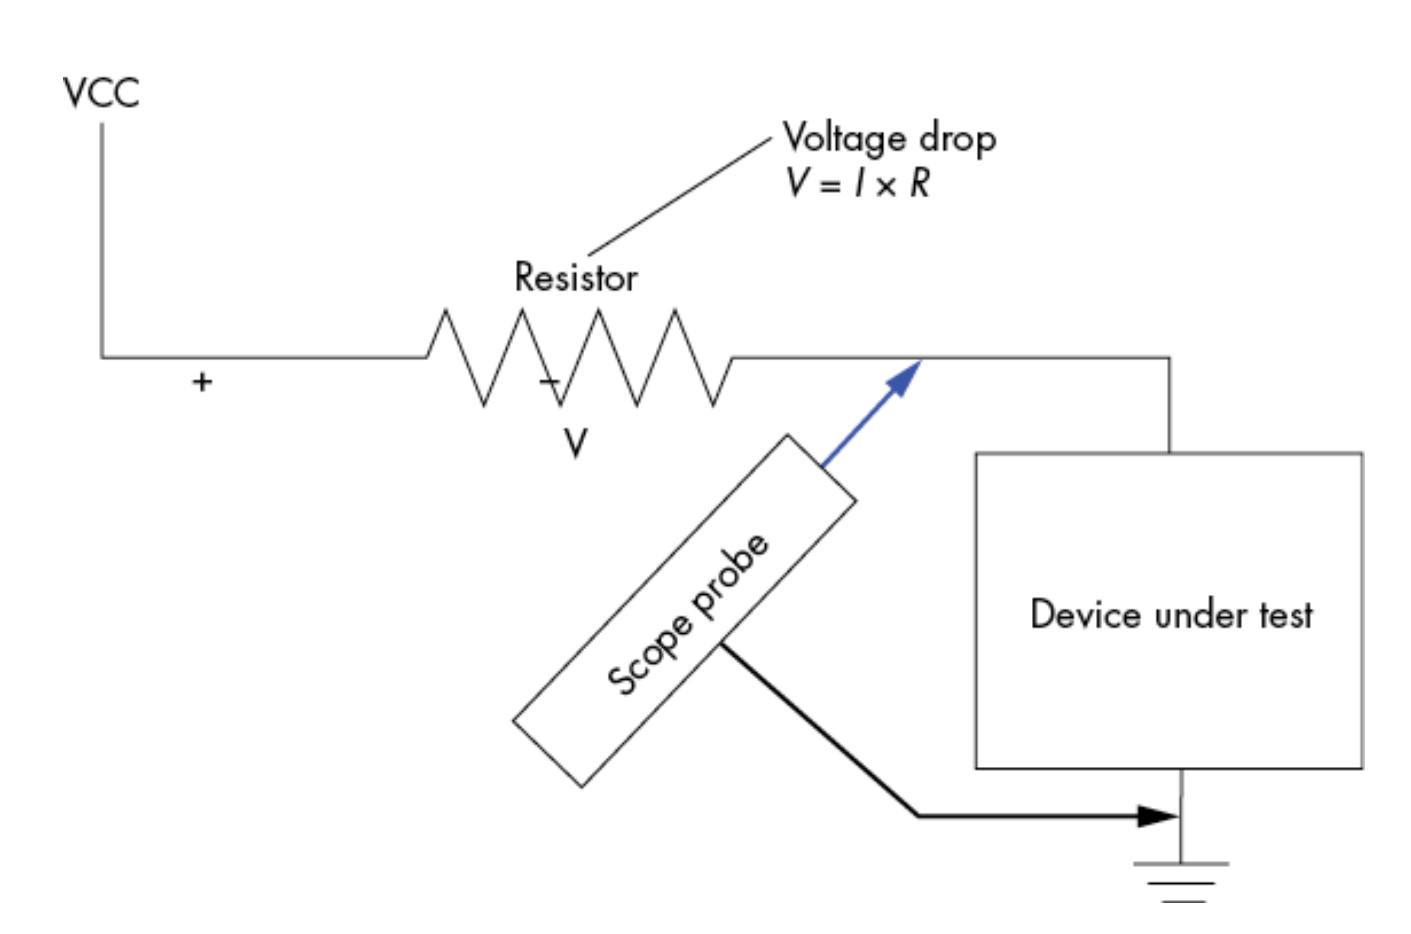 VCC
Voltage drop
V = I × R
Resistor
+
−
V
Scope probe
Device under test